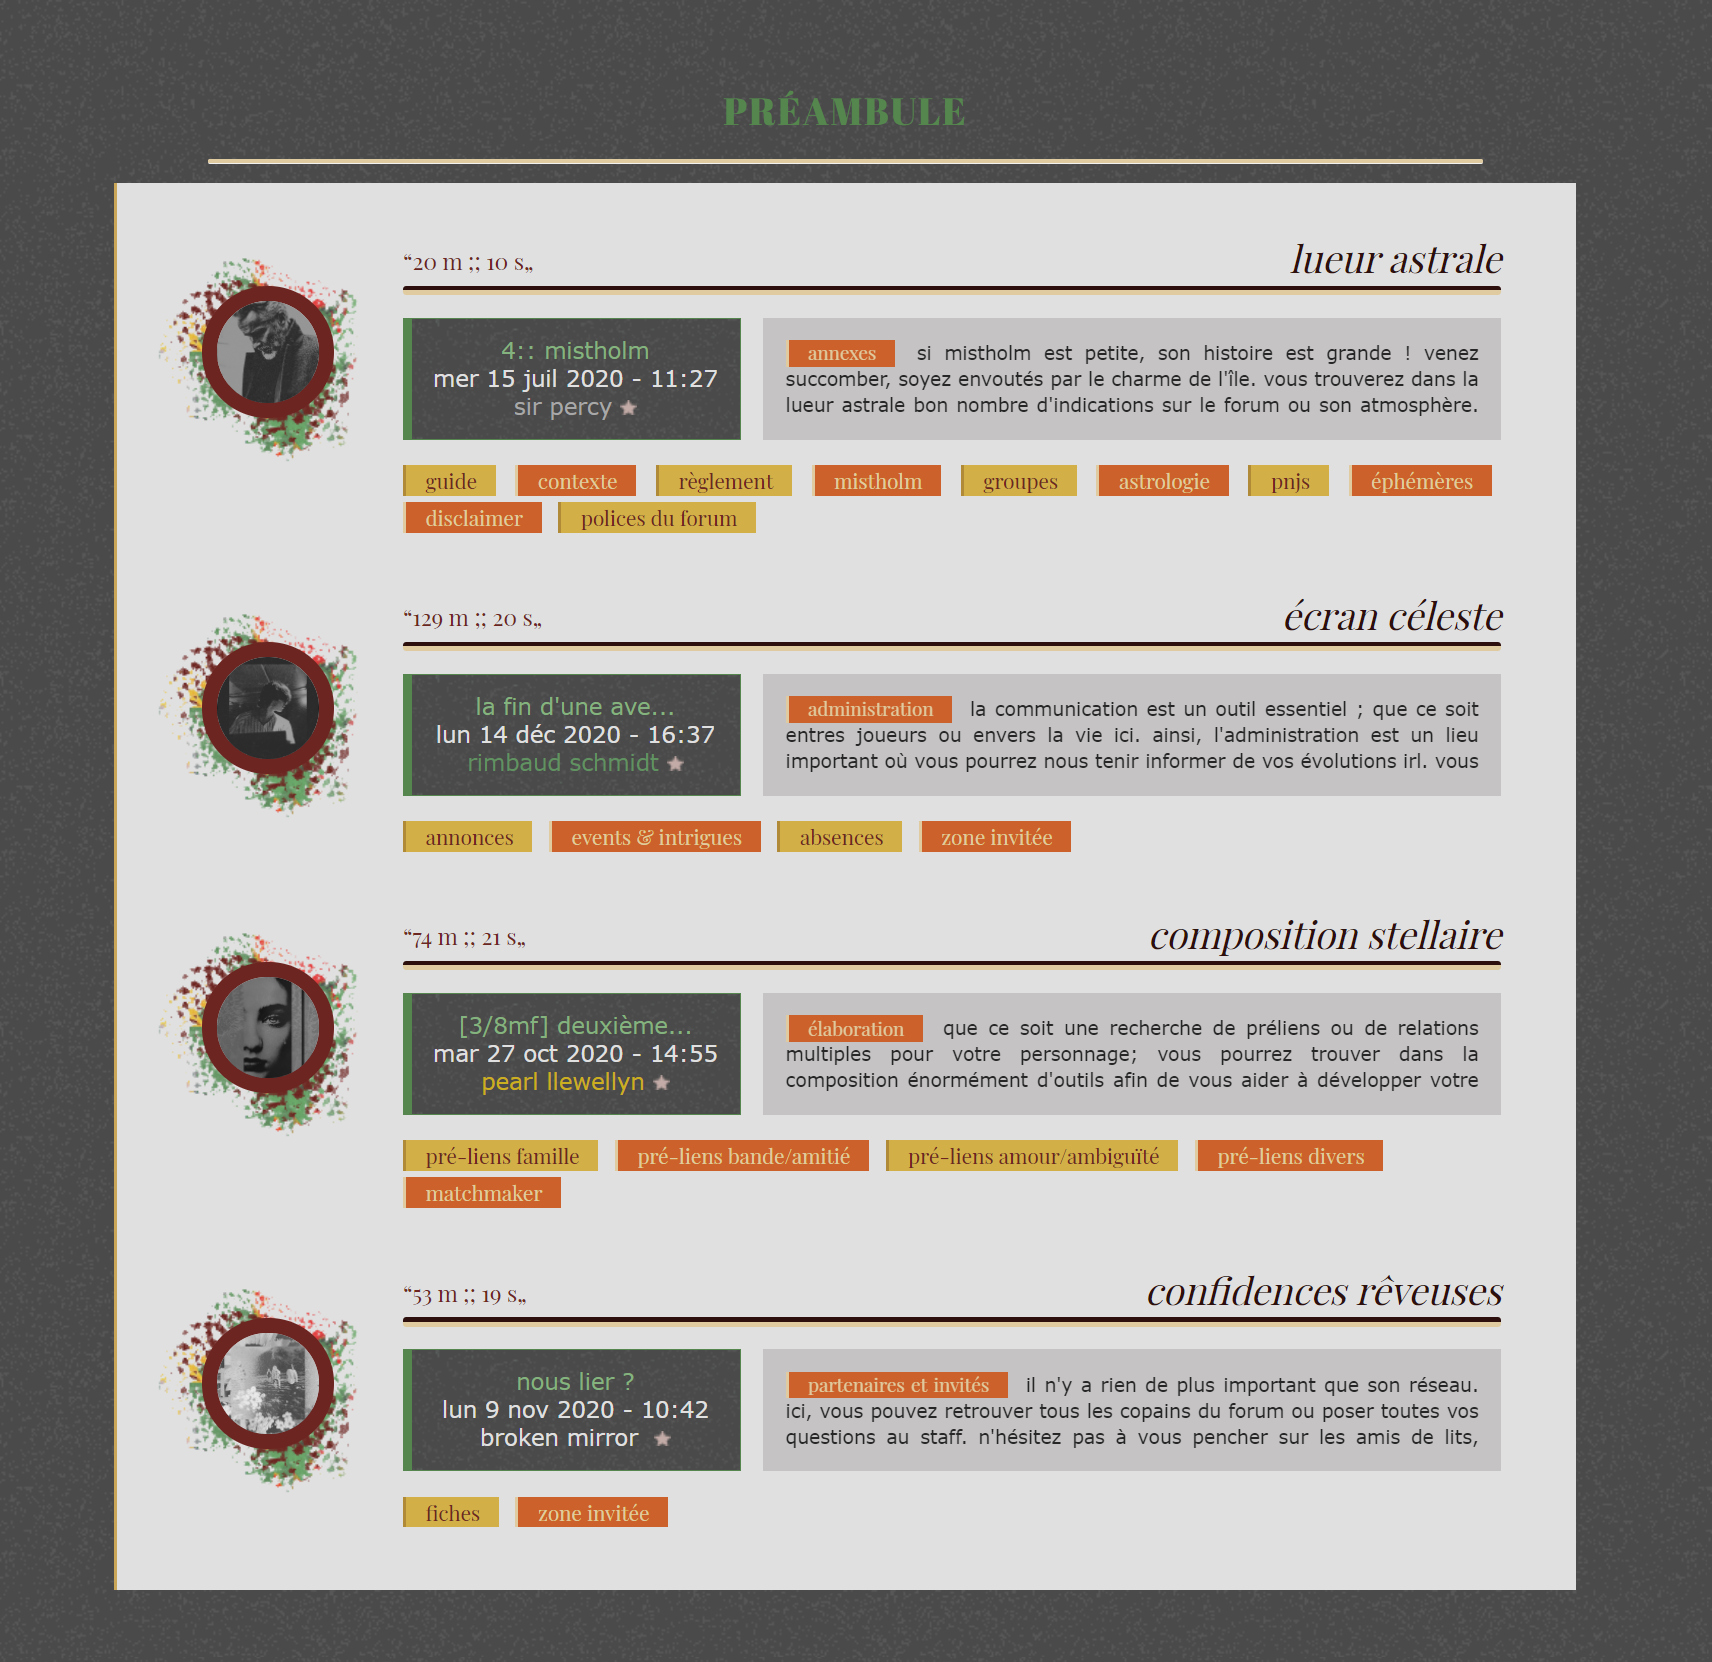 PRÉAMBULE
“20 m ;; 10 s„
lueur astrale
4:: mistholm
mer 15 juil 2020 - 11:27
sir percy
annexes si mistholm est petite, son histoire est grande ! venez
succomber, soyez envoutés par le charme de l'île. vous trouverez dans la
lueur astrale bon nombre d'indications sur le forum ou son atmosphère.
guide contexte règlement mistholm groupes astrologie pnjs éphémères
disclaimer polices du forum
“129 m ;; 20 s„
écran céleste
la fin d'une ave...
lun 14 déc 2020 - 16:37
rimbaud schmidt
administration la communication est un outil essentiel ; que ce soit
entres joueurs ou envers la vie ici. ainsi, l'administration est un lieu
important où vous pourrez nous tenir informer de vos évolutions irl. vous
annonces events & intrigues absences zone invitée
“74 m ;; 21 s„
composition stellaire
[3/8mf] deuxième...
mar 27 oct 2020 - 14:55
pearl llewellyn
élaboration que ce soit une recherche de préliens ou de relations
multiples pour votre personnage; vous pourrez trouver dans la
composition énormément d'outils afin de vous aider à développer votre
pré-liens famille pré-liens bande/amitié pré-liens amour/ambiguïté pré-liens divers
matchmaker
“53 m ;; 19 s„
confidences rêveuses
nous lier ?
lun 9 nov 2020 - 10:42
broken mirror
partenaires et invités il n'y a rien de plus important que son réseau.
ici, vous pouvez retrouver tous les copains du forum ou poser toutes vos
questions au staff. n'hésitez pas à vous pencher sur les amis de lits,
fiches zone invitée